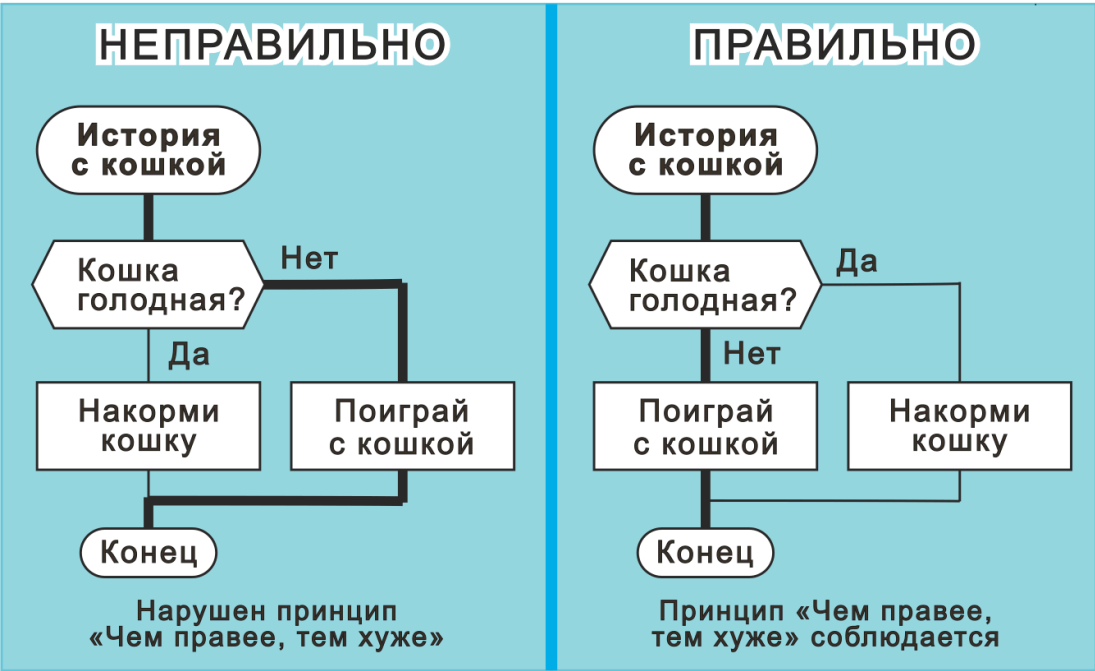 НЕПРАВИЛЬНО
История
с кошкой
Кошка
голодная?
Нет
Да
Накорми
кошку
Поиграй
с кошкой
Конец
Нарушен принцип
«Чем правее, тем хуже»
ПРАВИЛЬНО
История
с кошкой
Кошка
голодная?
Да
Нет
Поиграй
с кошкой
Накорми
кошку
Конец
Принцип «Чем правее,
тем хуже» соблюдается